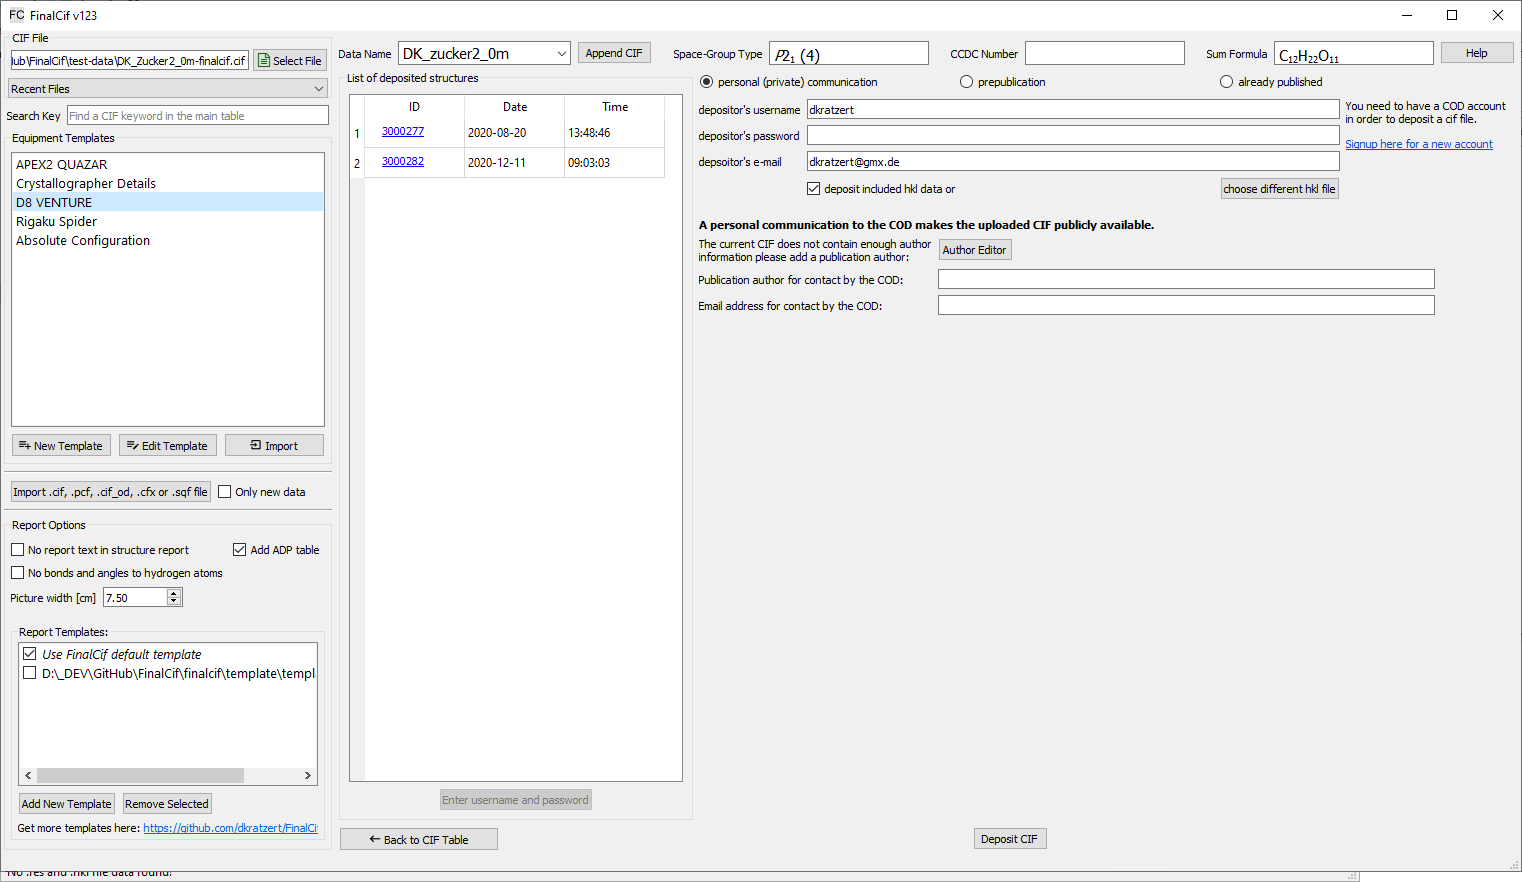 FC FinalCif v123
CIF File
lub\FinalCif\test-data\DK_Zucker2_0m-finalcif.cif
Select File
Recent Files
Search Key
Find a CIF keyword in the main table
Equipment Templates
APEX2 QUAZAR
Crystallographer Details
D8 VENTURE
Rigaku Spider
Absolute Configuration
New Template
Edit Template
Import
Import .cif, .pcf, .cif_od, .cfx or .sqf file
Only new data
Report Options
No report text in structure report
Add ADP table
No bonds and angles to hydrogen atoms
Picture width [cm]
7.50
Report Templates:
Use FinalCif default template
D:\_DEV\GitHub\FinalCif\finalcif\template\templ
Add New Template
Remove Selected
Get more templates here: https://github.com/dkratzert/FinalCi
Data Name
DK_zucker2_0m
Append CIF
Space-Group Type
P2₁ (4)
CCDC Number
Sum Formula
C₁₂H₂₂O₁₁
Help
List of deposited structures
ID Date Time
1 3000277 2020-08-20 13:48:46
2 3000282 2020-12-11 09:03:03
Enter username and password
← Back to CIF Table
personal (private) communication
prepublication
already published
depositor's username
dkratzert
depositor's password
depsoitor's e-mail
dkratzert@gmx.de
You need to have a COD account
in order to deposit a cif file.
Signup here for a new account
deposit included hkl data or
choose different hkl file
A personal communication to the COD makes the uploaded CIF publicly available.
The current CIF does not contain enough author
information please add a publication author:
Author Editor
Publication author for contact by the COD:
Email address for contact by the COD:
Deposit CIF
No .res and .hkl file data found!